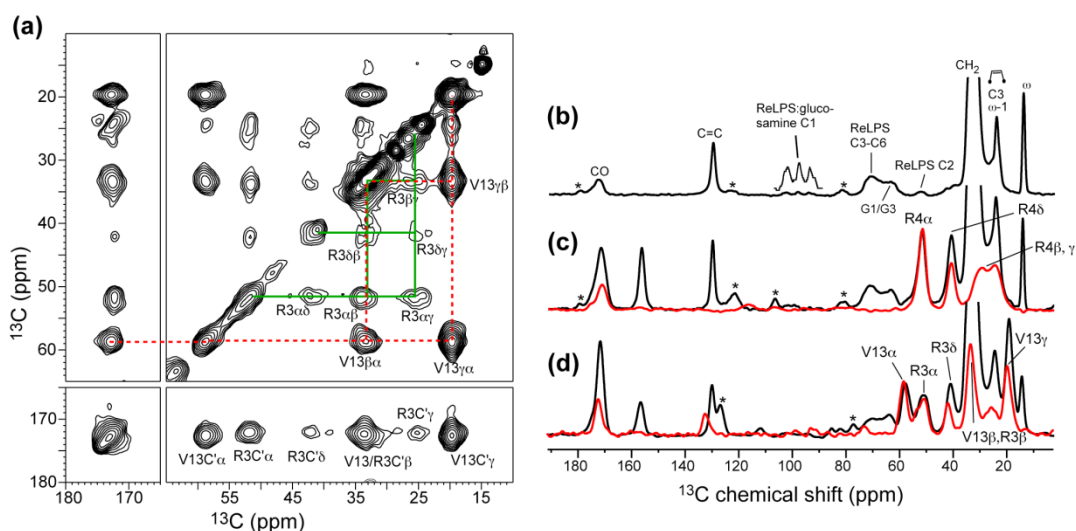 (a)
20
30
40
50
60
170
180
13C (ppm)
180
170
55
45
35
25
15
13C (ppm)
V13γβ
R3βγ
R3δβ
R3δγ
R3αδ
R3αβ
R3αγ
V13βα
V13γα
R3C'γ
V13C'α
R3C'α
R3C'δ
V13/R3C'β
V13C'γ
(b)
*
CO
C=C
*
ReLPS:gluco-
samine C1
*
ReLPS
C3-C6
G1/G3
ReLPS C2
CH2
C3
ω-1
ω
(c)
*
*
*
*
R4α
R4δ
R4β, γ
(d)
*
*
V13α
R3α
R3δ
V13γ
V13β,R3β
190
160
130
100
80
60
40
20
13C chemical shift (ppm)